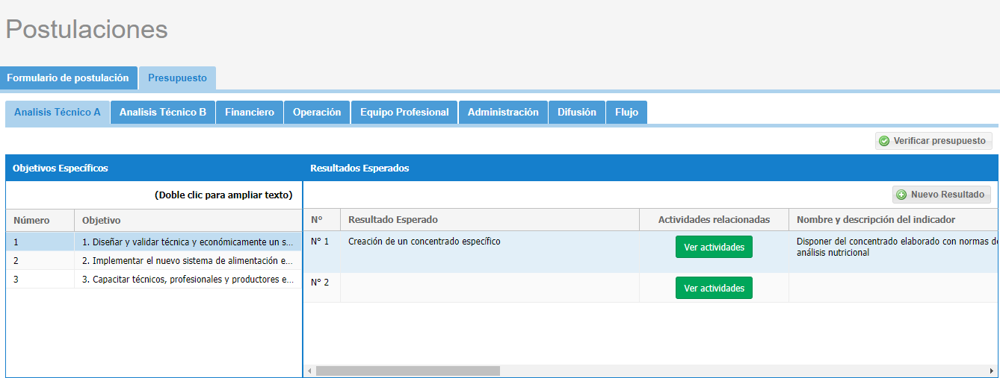 Postulaciones
Formulario de postulación Presupuesto
Analisis Técnico A Analisis Técnico B Financiero Operación Equipo Profesional Administración Difusión Flujo
Verificar presupuesto
Objetivos Específicos Resultados Esperados
(Doble clic para ampliar texto) Nuevo Resultado
Número Objetivo N° Resultado Esperado Actividades relacionadas Nombre y descripción del indicador
1 1. Diseñar y validar técnica y económicamente un s...
2 2. Implementar el nuevo sistema de alimentación e...
3 3. Capacitar técnicos, profesionales y productores e...
N° 1 Creación de un concentrado específico Ver actividades Disponer del concentrado elaborado con normas de
análisis nutricional
N° 2 Ver actividades